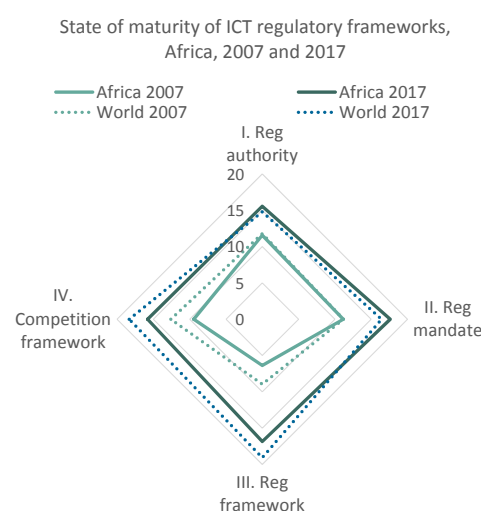 State of maturity of ICT regulatory frameworks,
Africa, 2007 and 2017
Africa 2007
Africa 2017
World 2007
World 2017
I. Reg
authority
20
15
10
5
0
II. Reg
mandate
III. Reg
framework
IV.
Competition
framework